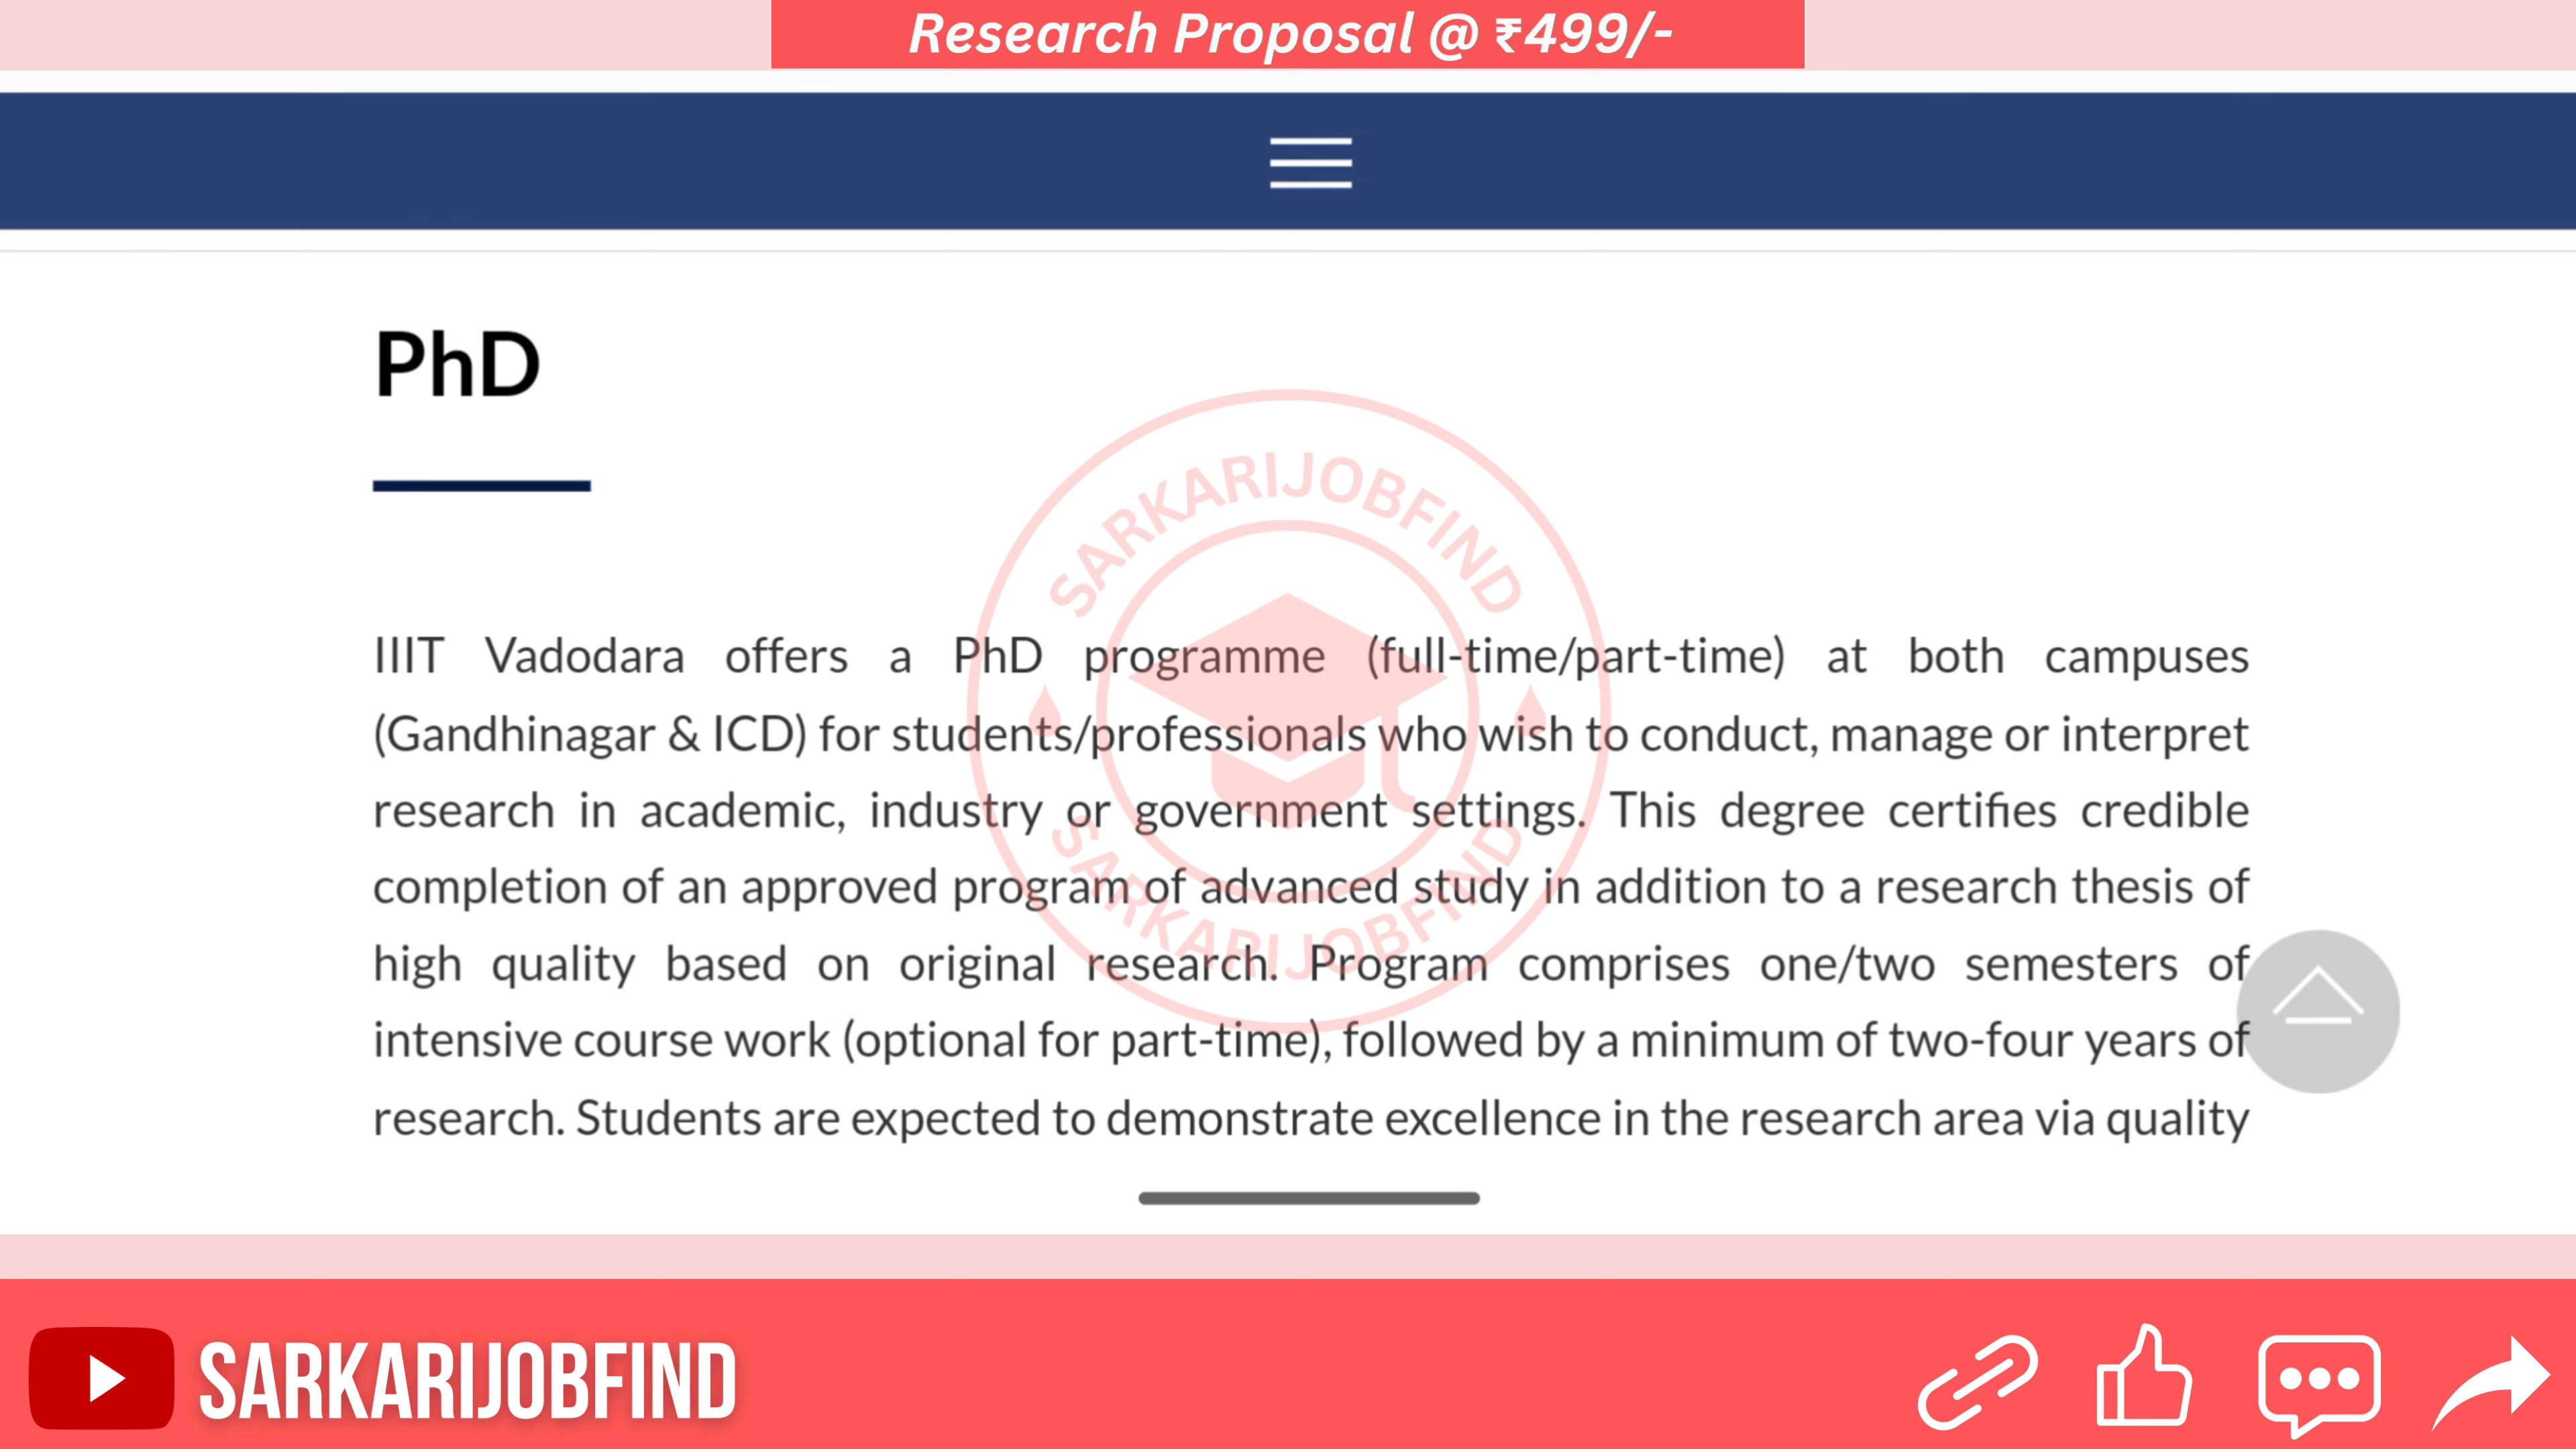 Research Proposal @ ₹499/-
PhD
SARKARIJOBFIND
IIIT Vadodara offers a PhD programme (full-time/part-time) at both campuses
(Gandhinagar & ICD) for students/professionals who wish to conduct, manage or interpret
research in academic, industry or government settings. This degree certifies credible
completion of an approved program of advanced study in addition to a research thesis of
high quality based on original research. Program comprises one/two semesters of
intensive course work (optional for part-time), followed by a minimum of two-four years of
research. Students are expected to demonstrate excellence in the research area via quality
SARKARIJOBFIND
SARKARIJOBFIND